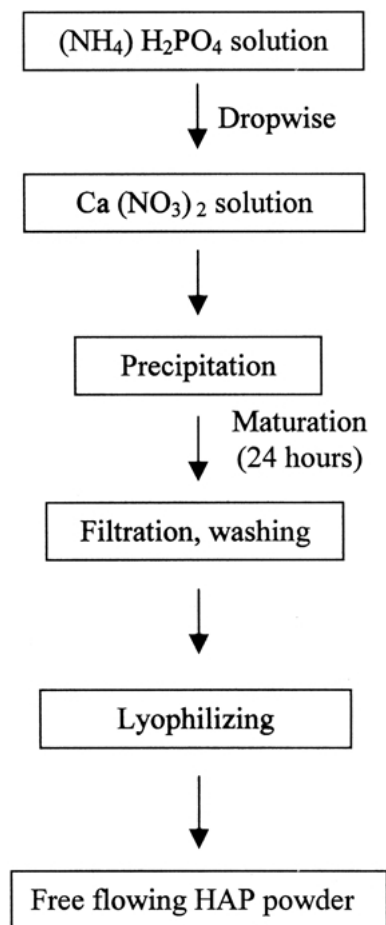 (NH₄) H₂PO₄ solution
Dropwise
Ca (NO₃)₂ solution
Precipitation
Maturation
(24 hours)
Filtration, washing
Lyophilizing
Free flowing HAP powder